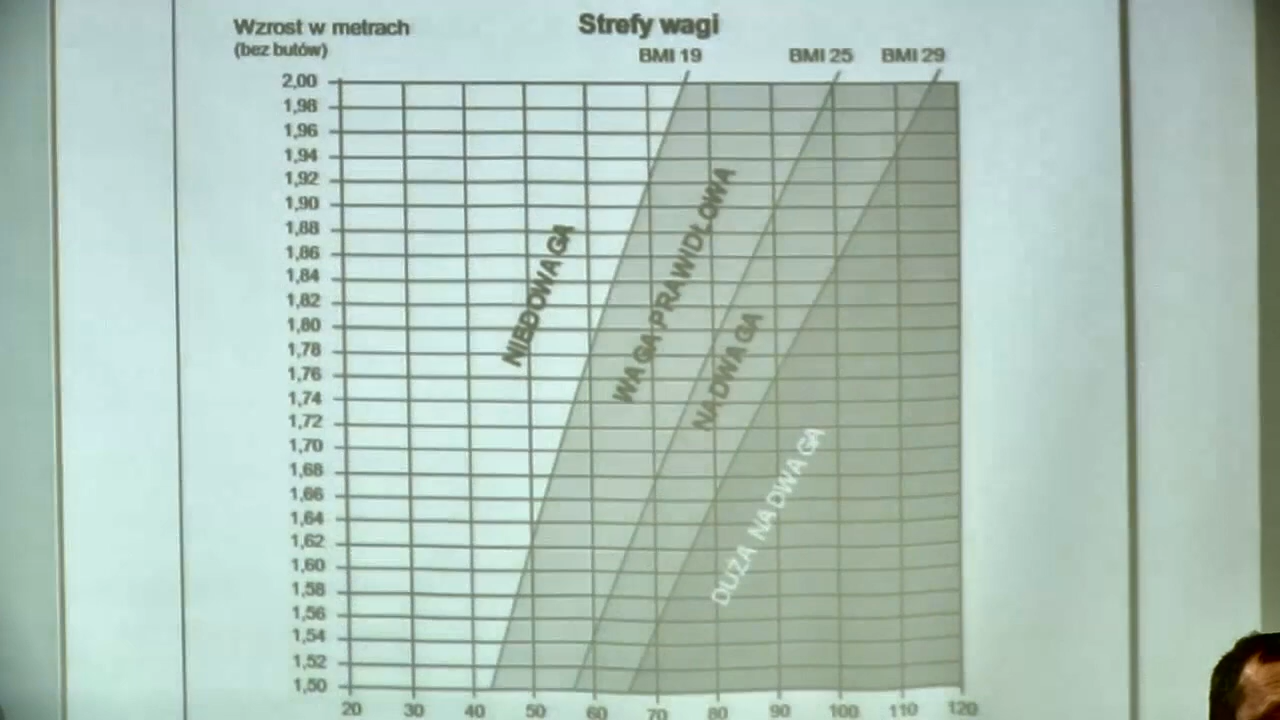 Strefy wagi
Wzrost w metrach
(bez butów)
BMI 19 BMI 25 BMI 29
2,00
1,98
1,96
1,94
1,92
1,90
1,88
1,86
1,84
1,82
1,80
1,78
1,76
1,74
1,72
1,70
1,68
1,66
1,64
1,62
1,60
1,58
1,56
1,54
1,52
1,50
NIEDOWAGA
WAGA PRAWIDŁOWA
NADWAGA
DUŻA NADWAGA
20 30 40 50 60 70 80 90 100 110 120